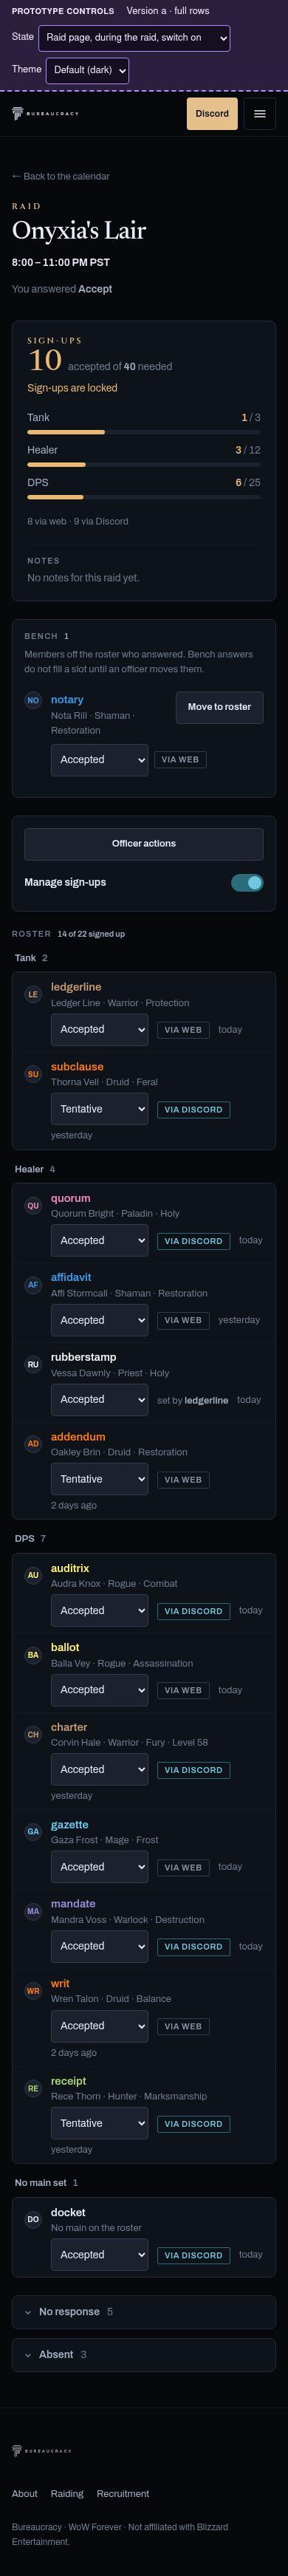 PROTOTYPE CONTROLS Version a · full rows
State Raid page, during the raid, switch on
Theme Default (dark)
BUREAUCRACY
Discord
← Back to the calendar
RAID
Onyxia's Lair
8:00 – 11:00 PM PST
You answered Accept
SIGN-UPS
10 accepted of 40 needed
Sign-ups are locked
Tank 1 / 3
Healer 3 / 12
DPS 6 / 25
8 via web · 9 via Discord
NOTES
No notes for this raid yet.
BENCH 1
Members off the roster who answered. Bench answers
do not fill a slot until an officer moves them.
NO notary
Nota Rill · Shaman ·
Restoration
Move to roster
Accepted VIA WEB
Officer actions
Manage sign-ups
ROSTER 14 of 22 signed up
Tank 2
LE ledgerline
Ledger Line · Warrior · Protection
Accepted VIA WEB today
SU subclause
Thorna Vell · Druid · Feral
Tentative VIA DISCORD
yesterday
Healer 4
QU quorum
Quorum Bright · Paladin · Holy
Accepted VIA DISCORD today
AF affidavit
Affi Stormcall · Shaman · Restoration
Accepted VIA WEB yesterday
RU rubberstamp
Vessa Dawnly · Priest · Holy
Accepted set by ledgerline today
AD addendum
Oakley Brin · Druid · Restoration
Tentative VIA WEB
2 days ago
DPS 7
AU auditrix
Audra Knox · Rogue · Combat
Accepted VIA DISCORD today
BA ballot
Balla Vey · Rogue · Assassination
Accepted VIA WEB today
CH charter
Corvin Hale · Warrior · Fury · Level 58
Accepted VIA DISCORD
yesterday
GA gazette
Gaza Frost · Mage · Frost
Accepted VIA WEB today
MA mandate
Mandra Voss · Warlock · Destruction
Accepted VIA DISCORD today
WR writ
Wren Talon · Druid · Balance
Accepted VIA WEB
2 days ago
RE receipt
Rece Thorn · Hunter · Marksmanship
Tentative VIA DISCORD
yesterday
No main set 1
DO docket
No main on the roster
Accepted VIA DISCORD today
No response 5
Absent 3
BUREAUCRACY
About Raiding Recruitment
Bureaucracy · WoW Forever · Not affiliated with Blizzard
Entertainment.